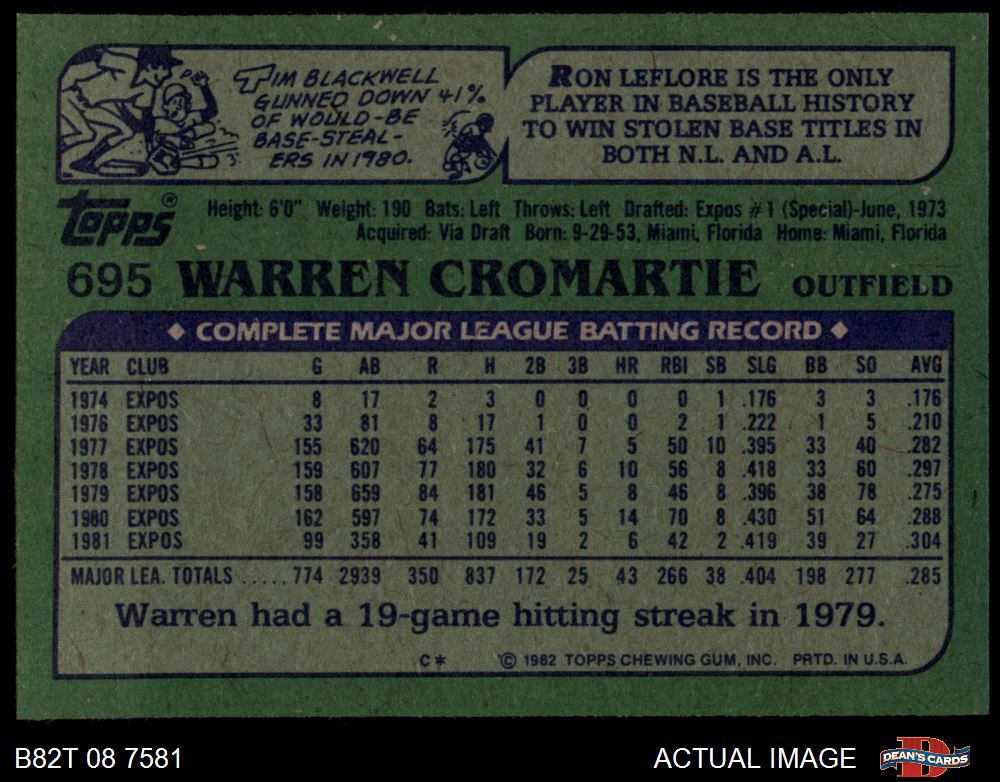 TIM BLACKWELL
GUNNED DOWN 41%
OF WOULD-BE
BASE-STEAL-
ERS IN 1980.
RON LEFLORE IS THE ONLY
PLAYER IN BASEBALL HISTORY
TO WIN STOLEN BASE TITLES IN
BOTH N.L. AND A.L.
Topps®
Height: 6'0" Weight: 190 Bats: Left Throws: Left Drafted: Expos #1 (Special)-June, 1973
Acquired: Via Draft Born: 9-29-53, Miami, Florida Home: Miami, Florida
695 WARREN CROMARTIE OUTFIELD
◆ COMPLETE MAJOR LEAGUE BATTING RECORD ◆
YEAR CLUB G AB R H 2B 3B HR RBI SB SLG BB SO AVG
1974 EXPOS 8 17 2 3 0 0 0 0 1 .176 3 3 .176
1976 EXPOS 33 81 8 17 1 0 0 2 1 .222 1 5 .210
1977 EXPOS 155 620 64 175 41 7 5 50 10 .395 33 40 .282
1978 EXPOS 159 607 77 180 32 6 10 56 8 .418 33 60 .297
1979 EXPOS 158 659 84 181 46 5 8 46 8 .396 38 78 .275
1980 EXPOS 162 597 74 172 33 5 14 70 8 .430 51 64 .288
1981 EXPOS 99 358 41 109 19 2 6 42 2 .419 39 27 .304
MAJOR LEA. TOTALS .....774 2939 350 837 172 25 43 266 38 .404 198 277 .285
Warren had a 19-game hitting streak in 1979.
C* © 1982 TOPPS CHEWING GUM, INC. PRTD. IN U.S.A.
B82T 08 7581 ACTUAL IMAGE DEAN'S CARDS